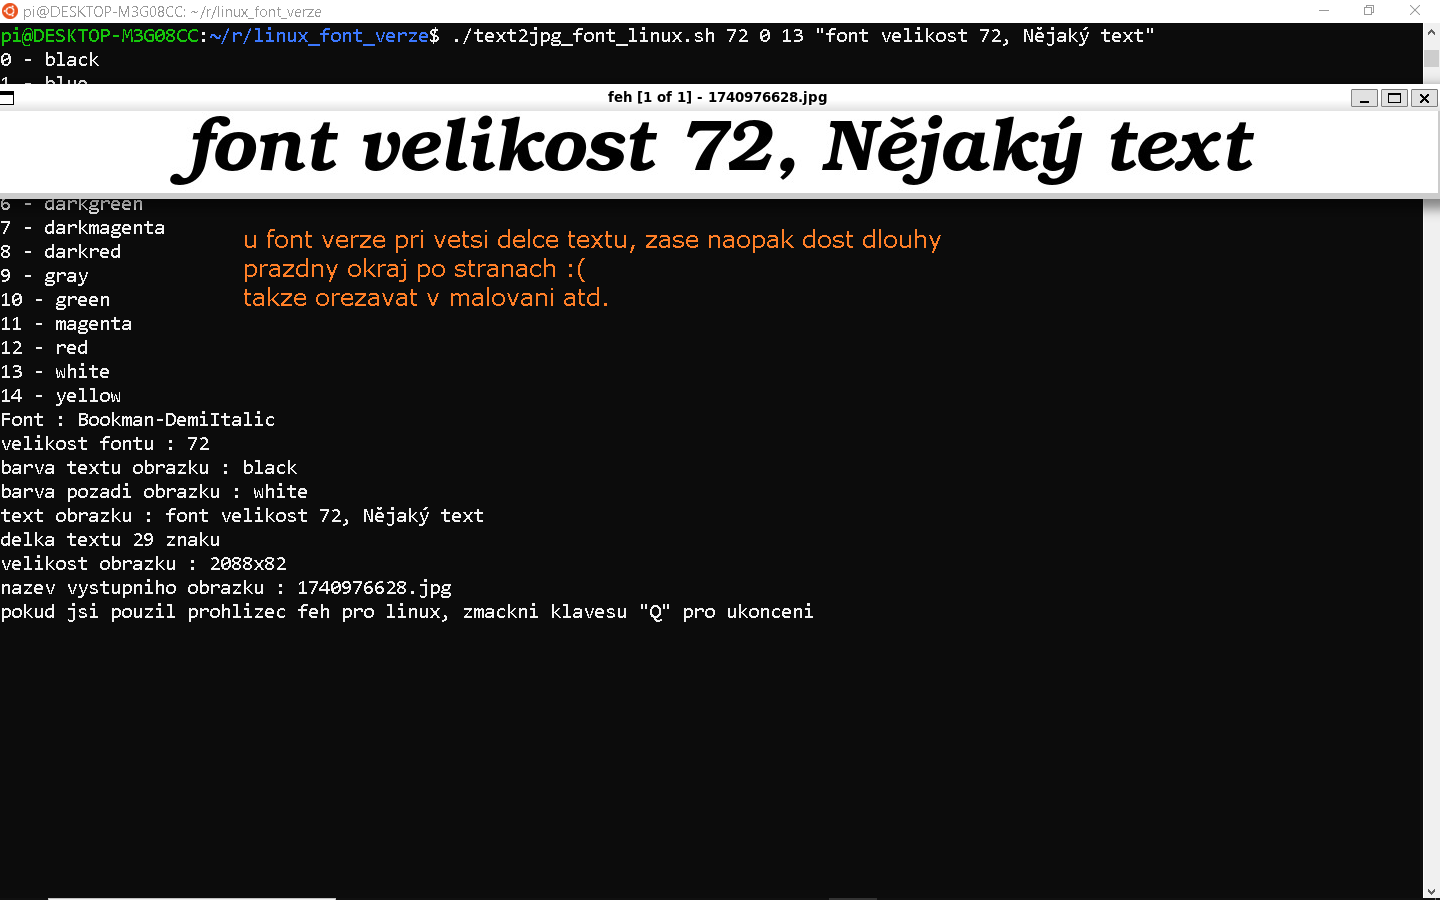 pi@DESKTOP-M3G08CC: ~/r/linux_font_verze
pi@DESKTOP-M3G08CC:~/r/linux_font_verze$ ./text2jpg_font_linux.sh 72 0 13 "font velikost 72, Nějaký text"
0 - black
1 - blue
feh [1 of 1] - 1740976628.jpg
font velikost 72, Nějaký text
6 - darkgreen
7 - darkmagenta
8 - darkred
9 - gray
10 - green
11 - magenta
12 - red
13 - white
14 - yellow
u font verze pri vetsi delce textu, zase naopak dost dlouhy
prazdny okraj po stranach :(
takze orezavat v malovani atd.
Font : Bookman-DemiItalic
velikost fontu : 72
barva textu obrazku : black
barva pozadi obrazku : white
text obrazku : font velikost 72, Nějaký text
delka textu 29 znaku
velikost obrazku : 2088x82
nazev vystupniho obrazku : 1740976628.jpg
pokud jsi pouzil prohlizec feh pro linux, zmackni klavesu "Q" pro ukonceni